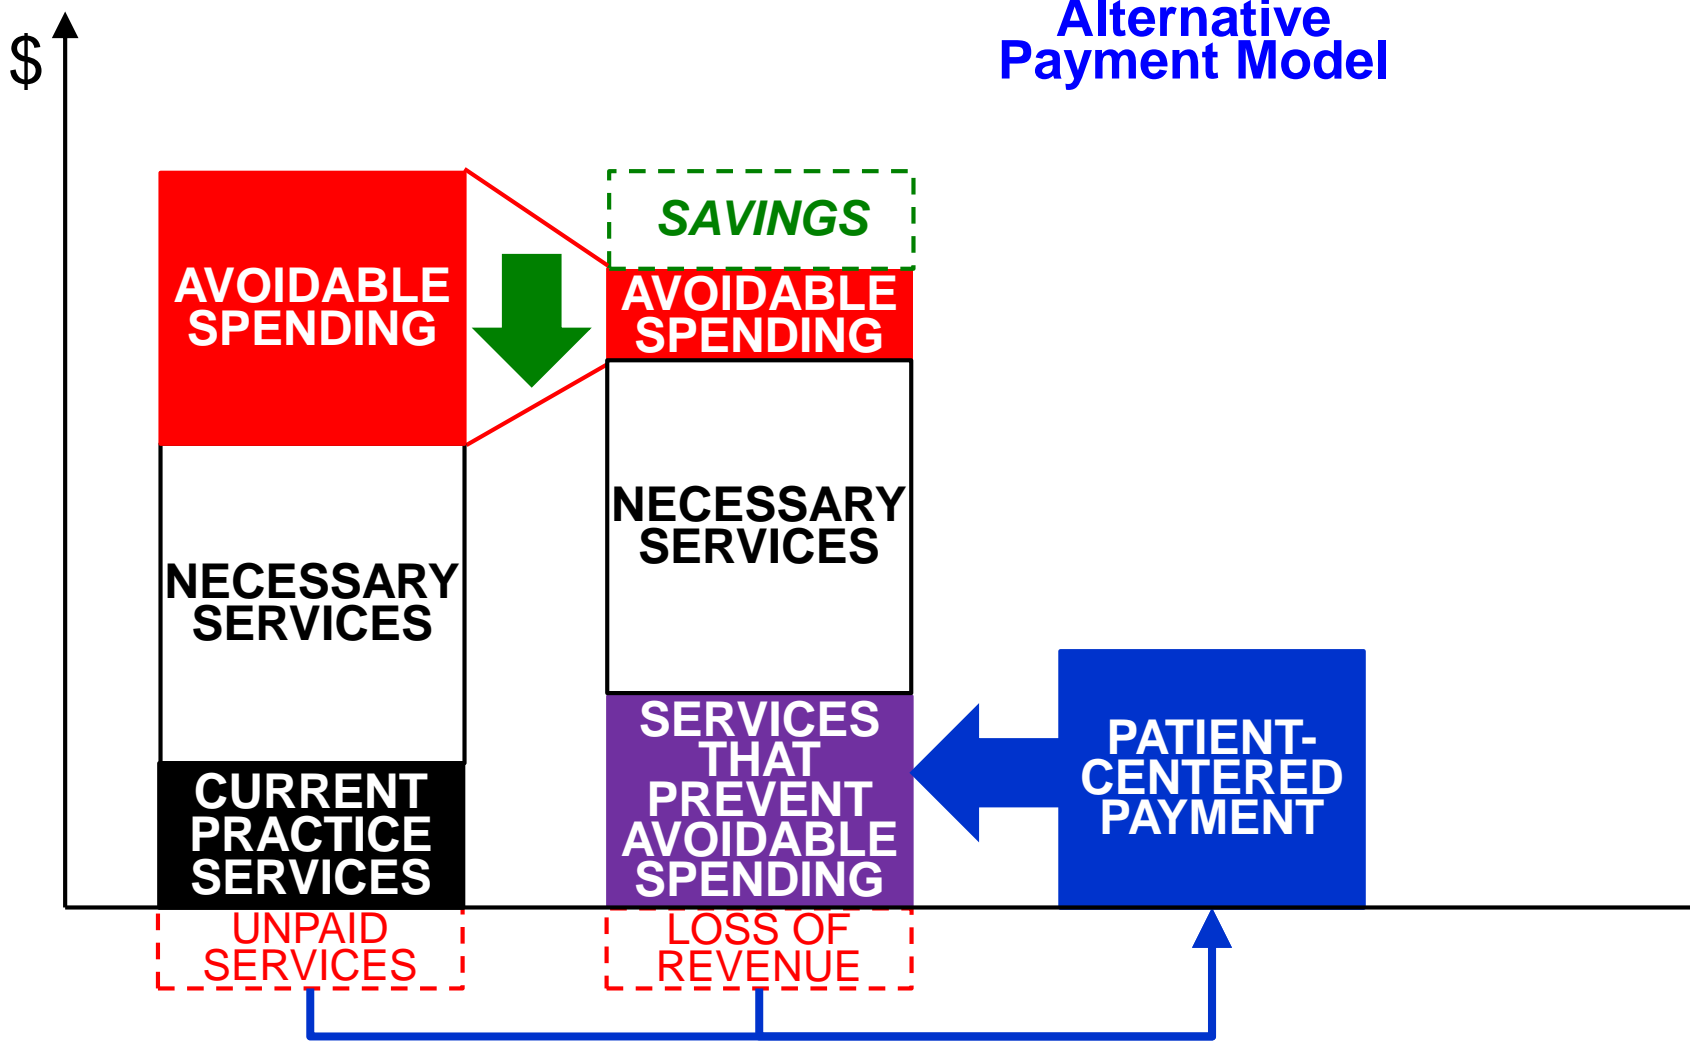 Alternative
Payment Model
$
AVOIDABLE
SPENDING
NECESSARY
SERVICES
CURRENT
PRACTICE
SERVICES
UNPAID
SERVICES
SAVINGS
AVOIDABLE
SPENDING
NECESSARY
SERVICES
SERVICES
THAT
PREVENT
AVOIDABLE
SPENDING
LOSS OF
REVENUE
PATIENT-
CENTERED
PAYMENT